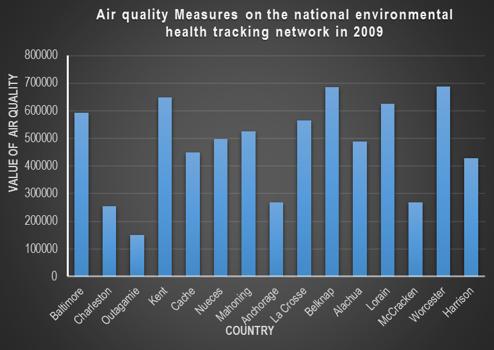 Air quality Measures on the national environmental
health tracking network in 2009
VALUE OF AIR QUALITY
800000
700000
600000
500000
400000
300000
200000
100000
0
Baltimore
Charleston
Outagamie
Kent
Cache
Nueces
Mahoning
Anchorage
La Crosse
Belknap
Alachua
Lorain
McCracken
Worcester
Harrison
COUNTRY